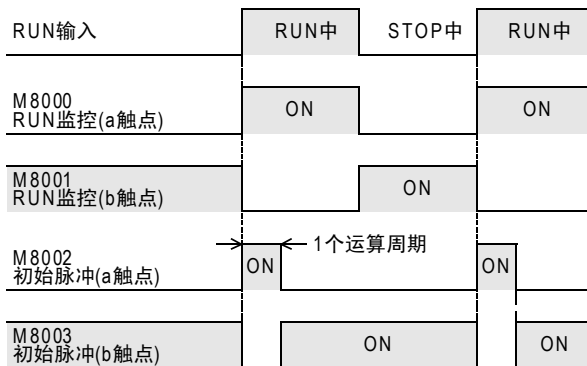 RUN输入 RUN中 STOP中 RUN中
M8000
RUN监控(a触点) ON ON
M8001
RUN监控(b触点) ON
1个运算周期
M8002
初始脉冲(a触点) ON ON
M8003
初始脉冲(b触点) ON ON